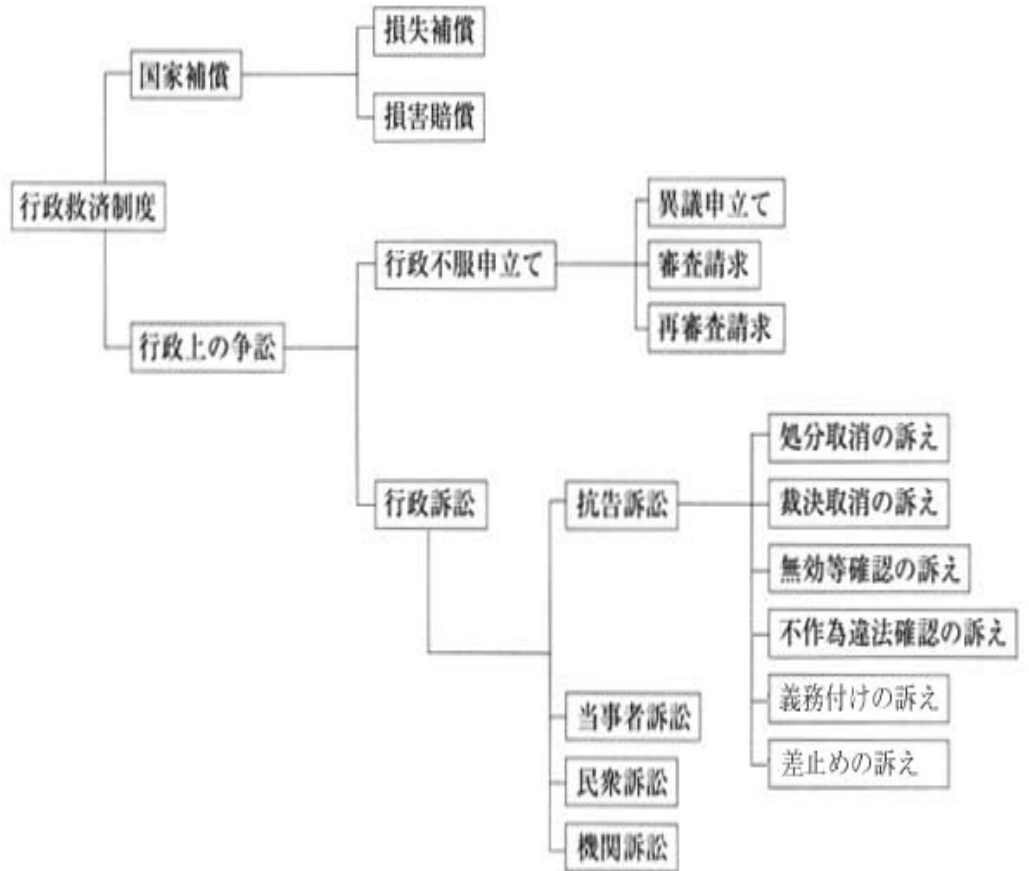 行政救済制度
国家補償
損失補償
損害賠償
行政上の争訟
行政不服申立て
異議申立て
審査請求
再審査請求
行政訴訟
抗告訴訟
処分取消の訴え
裁決取消の訴え
無効等確認の訴え
不作為違法確認の訴え
義務付けの訴え
差止めの訴え
当事者訴訟
民衆訴訟
機関訴訟